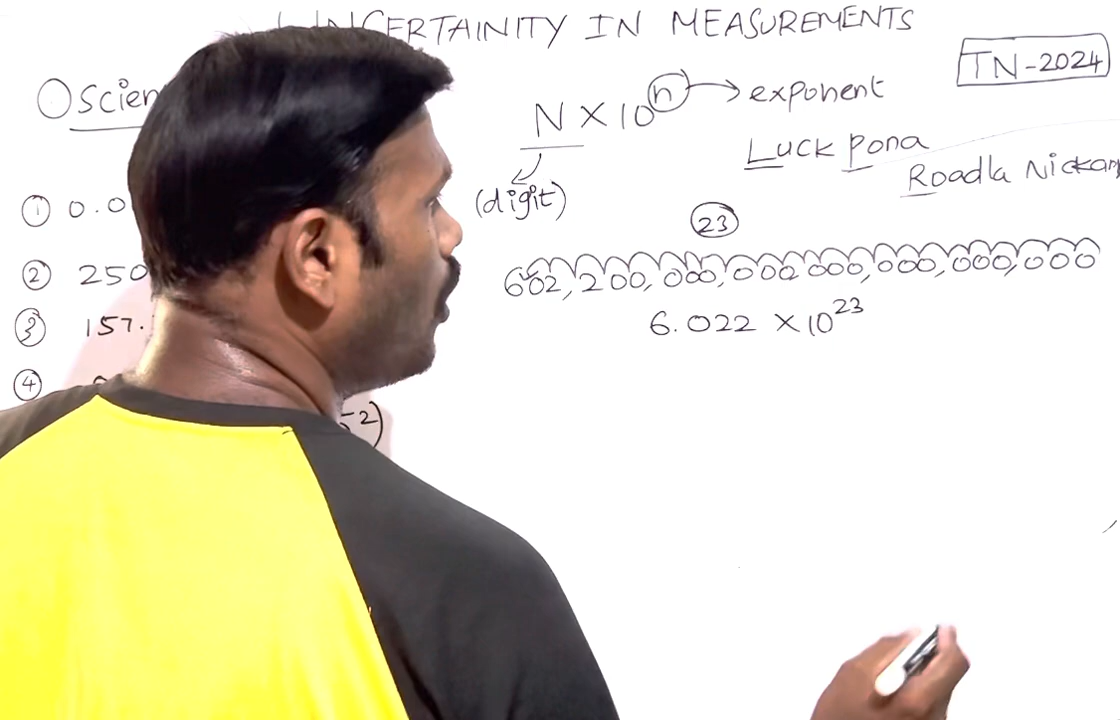 UNCERTAINITY IN MEASUREMENTS
TN-2024
Scien
N × 10ⁿ → exponent
(digit)
Luck Pona
Roadla Nickam
① 0.0
② 250
③ 157.
④
23
602,200,000,000,000,000,000,000
6.022 × 10²³